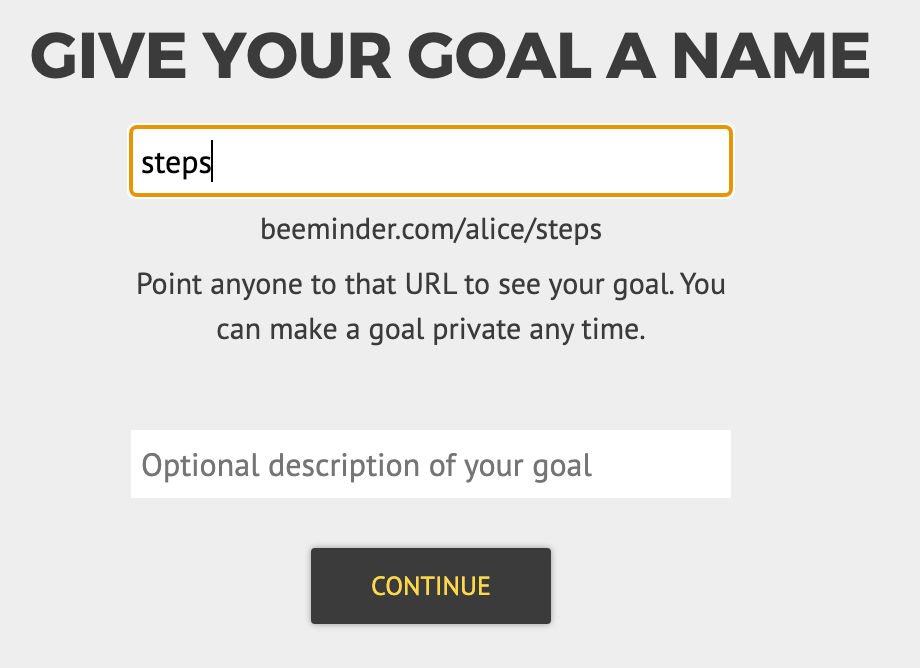 GIVE YOUR GOAL A NAME
steps
beeminder.com/alice/steps
Point anyone to that URL to see your goal. You
can make a goal private any time.
Optional description of your goal
CONTINUE